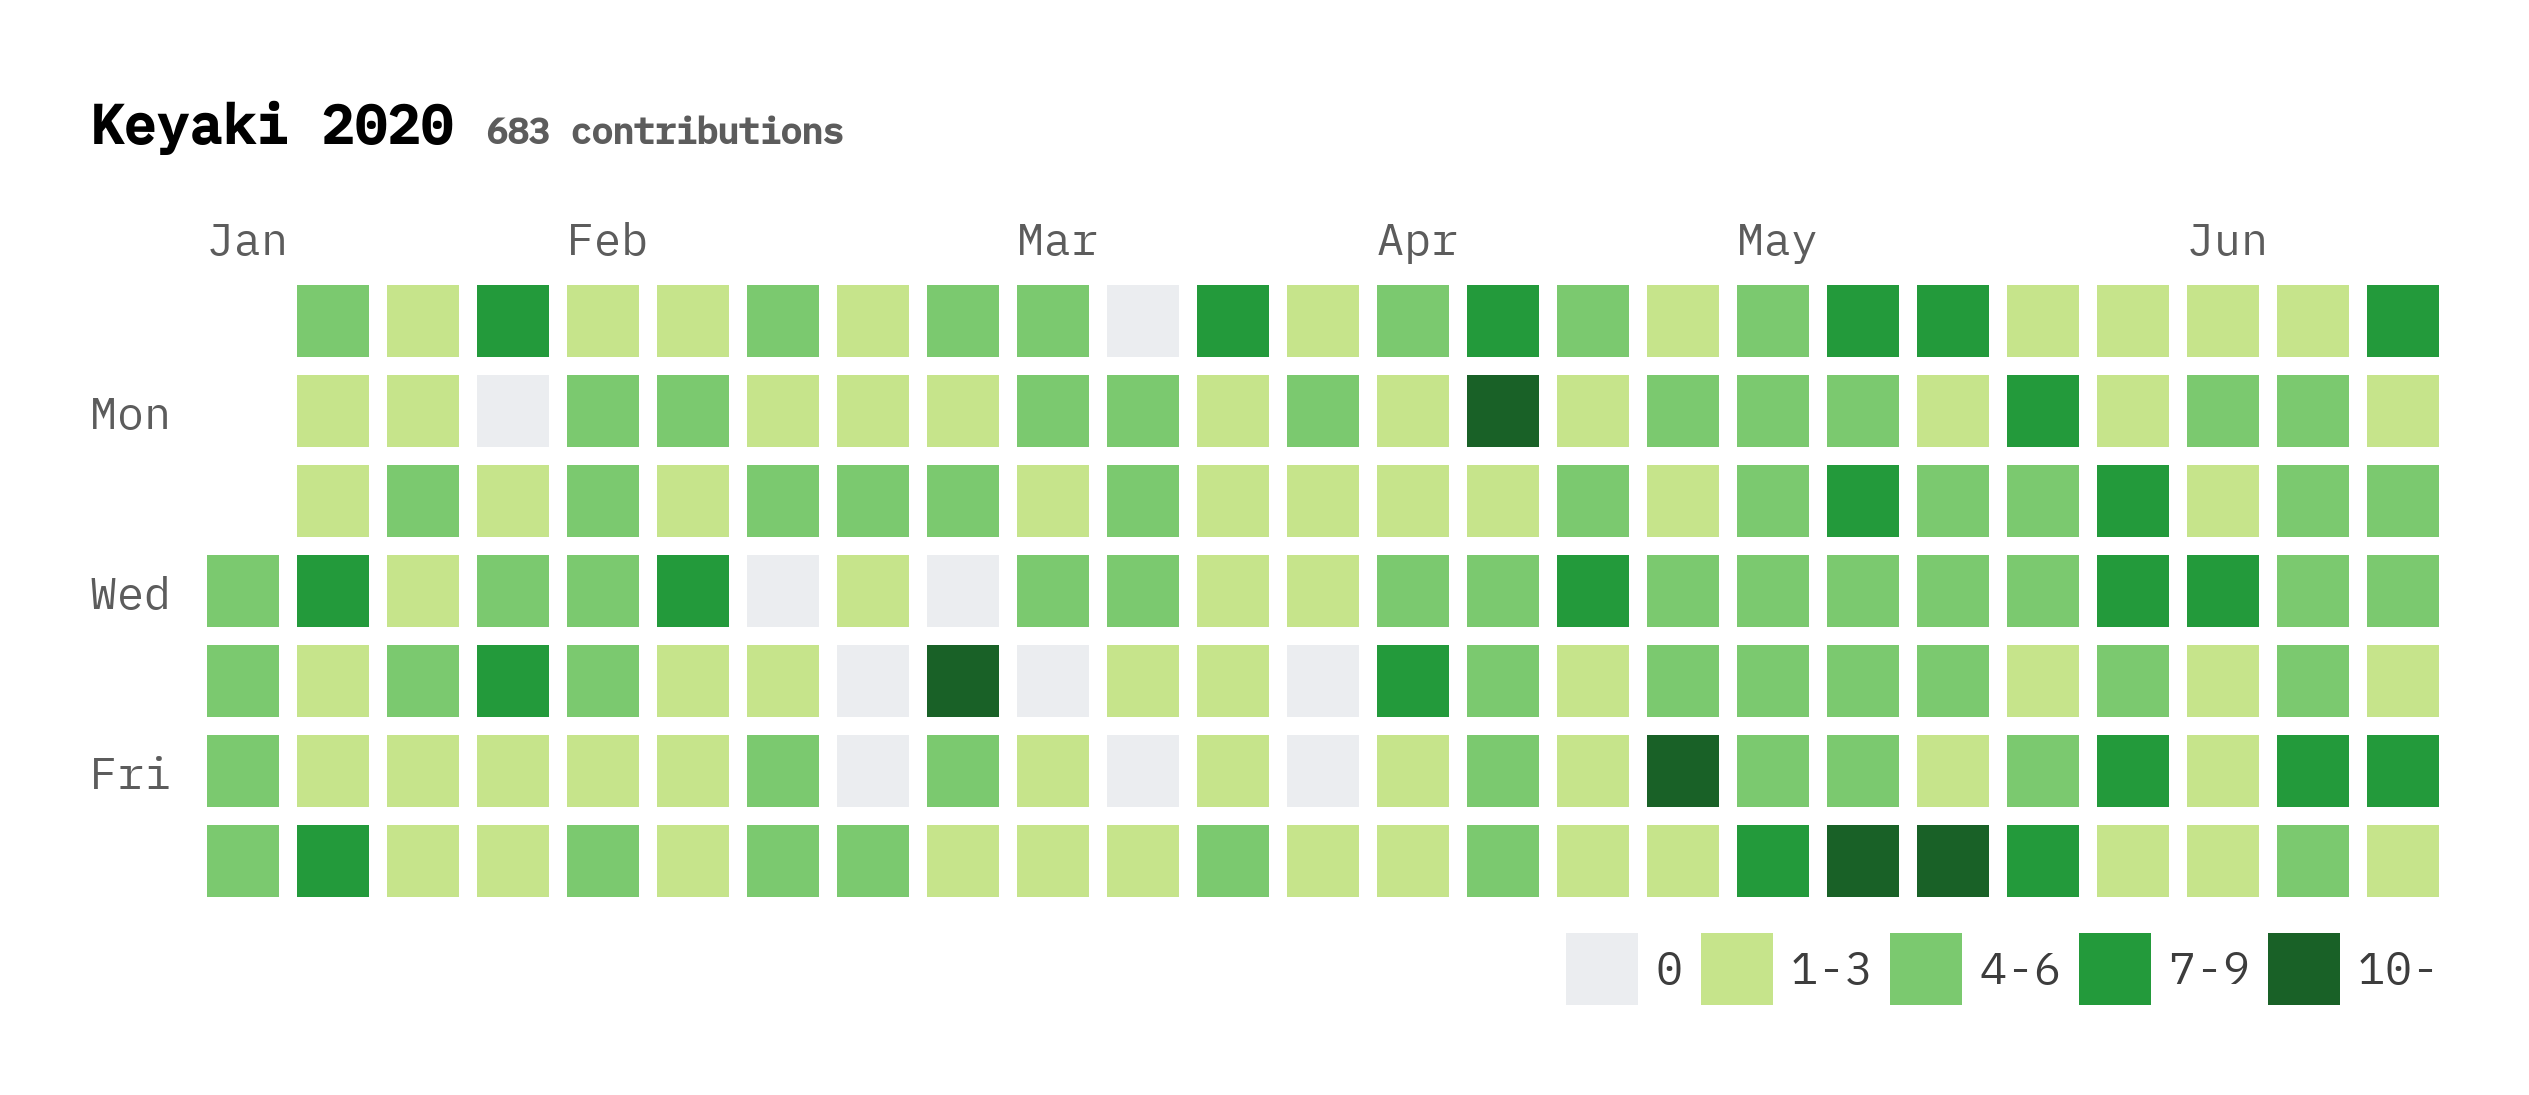 Keyaki 2020 683 contributions
Jan Feb Mar Apr May Jun
Mon
Wed
Fri
0 1-3 4-6 7-9 10-